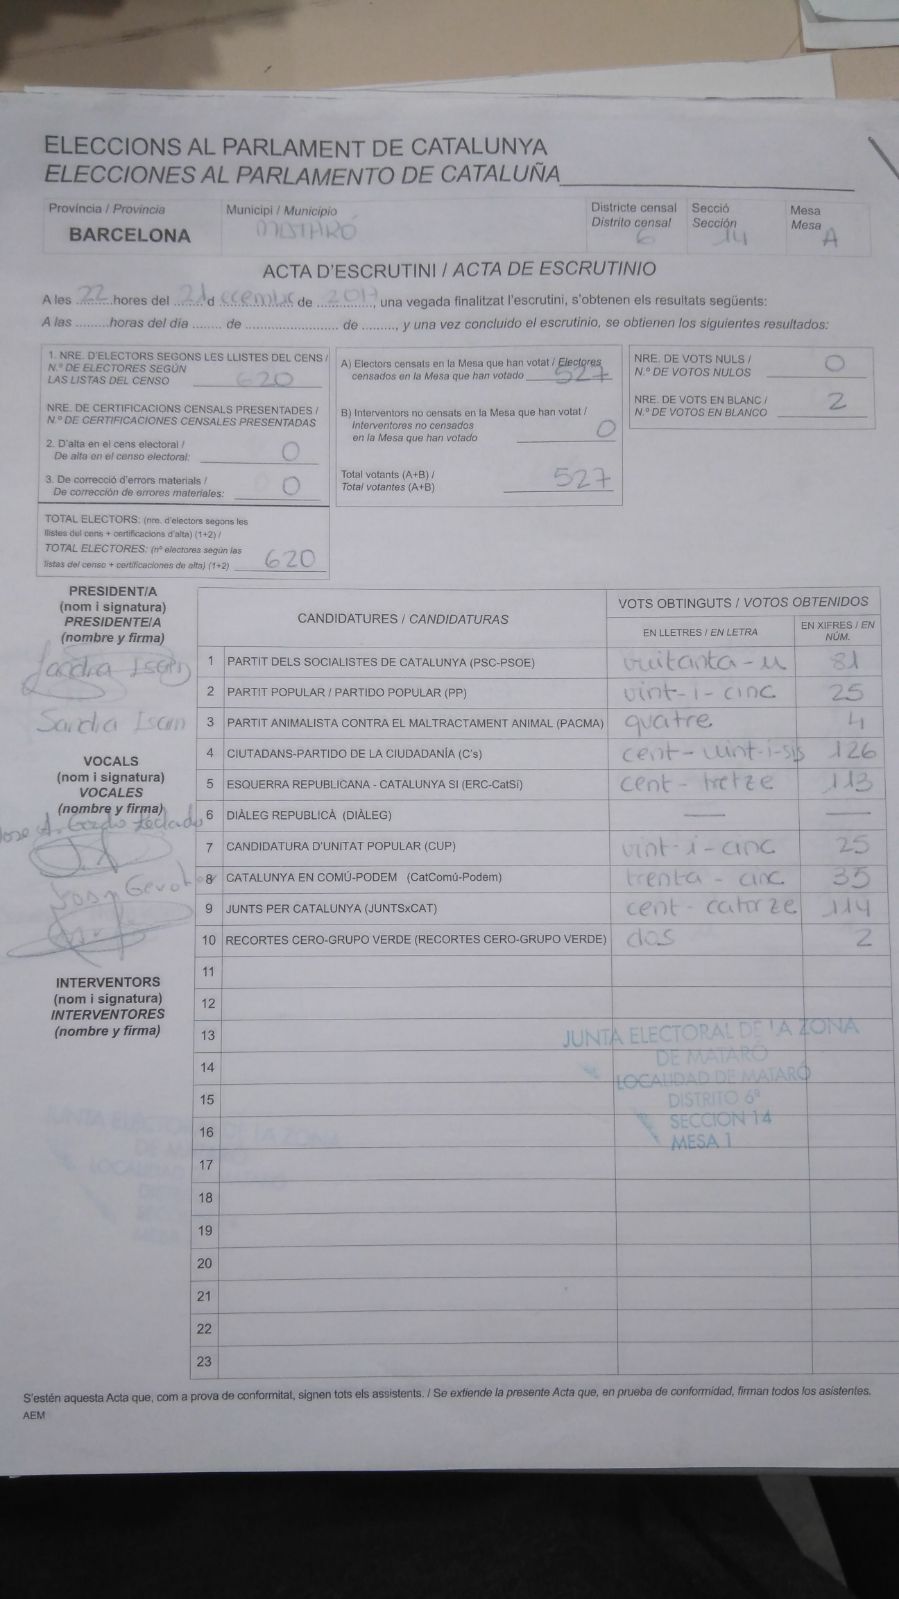 ELECCIONS AL PARLAMENT DE CATALUNYA
ELECCIONES AL PARLAMENTO DE CATALUÑA
Província / Provincia
BARCELONA
Municipi / Municipio
MATARÓ
Districte censal
Distrito censal
6
Secció
Sección
14
Mesa
Mesa
A
ACTA D'ESCRUTINI / ACTA DE ESCRUTINIO
A les 22 hores del 21 d ecembre de 2017, una vegada finalitzat l'escrutini, s'obtenen els resultats següents:
A las ......... horas del día ........ de ...................... de ........., y una vez concluido el escrutinio, se obtienen los siguientes resultados:
1. NRE. D'ELECTORS SEGONS LES LLISTES DEL CENS /
N.º DE ELECTORES SEGÚN
LAS LISTAS DEL CENSO 620
NRE. DE CERTIFICACIONS CENSALS PRESENTADES /
N.º DE CERTIFICACIONES CENSALES PRESENTADAS
2. D'alta en el cens electoral /
De alta en el censo electoral: 0
3. De correcció d'errors materials /
De corrección de errores materiales: 0
TOTAL ELECTORS: (nre. d'electors segons les
llistes del cens + certificacions d'alta) (1+2) /
TOTAL ELECTORES: (nº electores según las
listas del censo + certificaciones de alta) (1+2) 620
A) Electors censats en la Mesa que han votat / Electores
censados en la Mesa que han votado 527
B) Interventors no censats en la Mesa que han votat /
Interventores no censados
en la Mesa que han votado 0
Total votants (A+B) /
Total votantes (A+B) 527
NRE. DE VOTS NULS /
N.º DE VOTOS NULOS 0
NRE. DE VOTS EN BLANC /
N.º DE VOTOS EN BLANCO 2
PRESIDENT/A
(nom i signatura)
PRESIDENTE/A
(nombre y firma)
Sandra
VOCALS
(nom i signatura)
VOCALES
(nombre y firma)
Jose A.
INTERVENTORS
(nom i signatura)
INTERVENTORES
(nombre y firma)
CANDIDATURES / CANDIDATURAS
VOTS OBTINGUTS / VOTOS OBTENIDOS
EN LLETRES / EN LETRA
EN XIFRES / EN NÚM.
1 PARTIT DELS SOCIALISTES DE CATALUNYA (PSC-PSOE) vuitanta-u 81
2 PARTIT POPULAR / PARTIDO POPULAR (PP) vint-i-cinc 25
3 PARTIT ANIMALISTA CONTRA EL MALTRACTAMENT ANIMAL (PACMA) quatre 4
4 CIUTADANS-PARTIDO DE LA CIUDADANÍA (C's) cent-vint-i-sis 126
5 ESQUERRA REPUBLICANA - CATALUNYA SI (ERC-CatSí) cent-tretze 113
6 DIÀLEG REPUBLICÀ (DIÀLEG) — —
7 CANDIDATURA D'UNITAT POPULAR (CUP) vint-i-cinc 25
8 CATALUNYA EN COMÚ-PODEM (CatComú-Podem) trenta-cinc 35
9 JUNTS PER CATALUNYA (JUNTSxCAT) cent-catorze 114
10 RECORTES CERO-GRUPO VERDE (RECORTES CERO-GRUPO VERDE) dos 2
11
12
13
14
15
16
17
18
19
20
21
22
23
JUNTA ELECTORAL DE LA ZONA
DE MATARÓ
LOCALIDAD DE MATARÓ
DISTRITO 6º
SECCION 14
MESA 1
S'estén aquesta Acta que, com a prova de conformitat, signen tots els assistents. / Se extiende la presente Acta que, en prueba de conformidad, firman todos los asistentes.
AEM